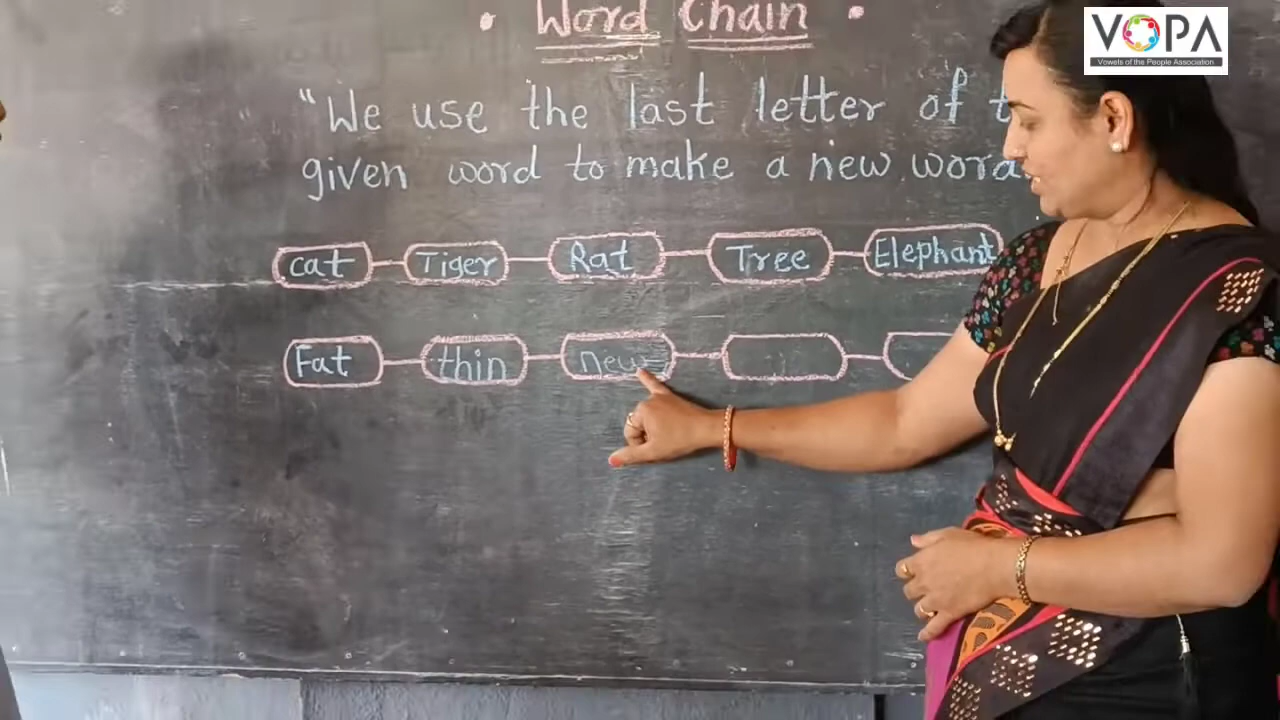 VOPA
Vowels of the People Association
• Word Chain •
"We use the last letter of t
given word to make a new word
cat Tiger Rat Tree Elephant
Fat thin new